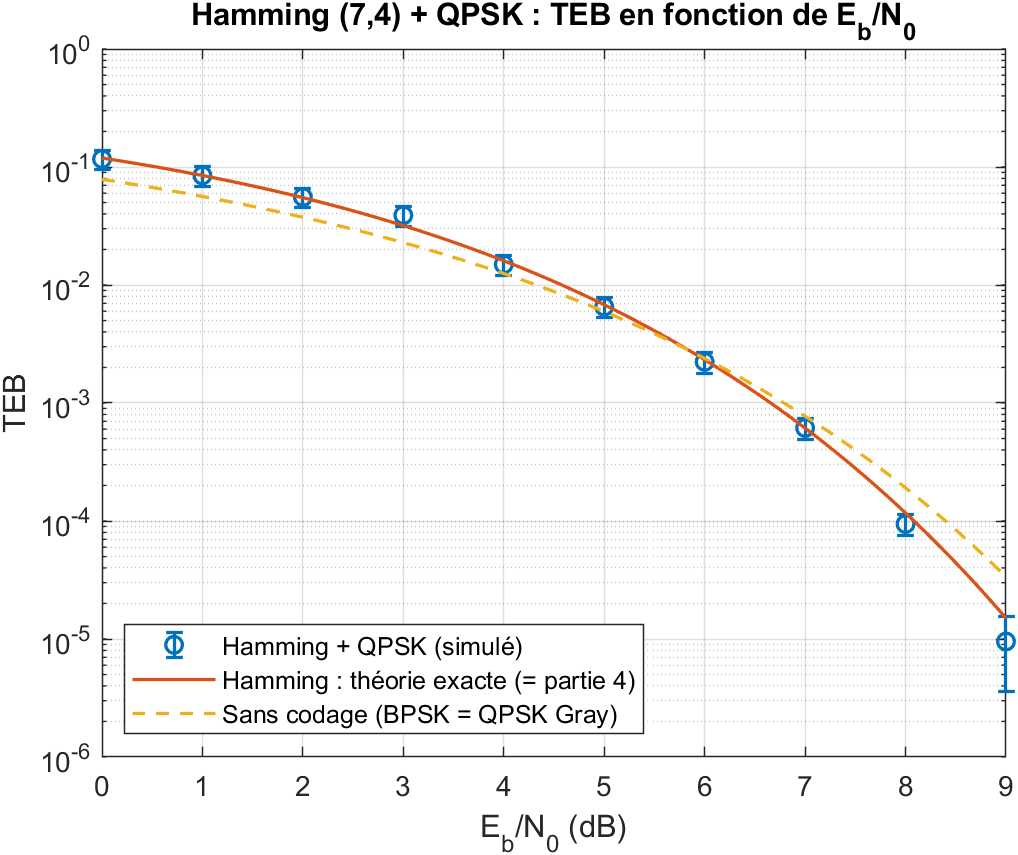 Hamming (7,4) + QPSK : TEB en fonction de E_b/N_0
10^0
10^-1
10^-2
10^-3
10^-4
10^-5
10^-6
TEB
Hamming + QPSK (simulé)
Hamming : théorie exacte (= partie 4)
Sans codage (BPSK = QPSK Gray)
0 1 2 3 4 5 6 7 8 9
E_b/N_0 (dB)